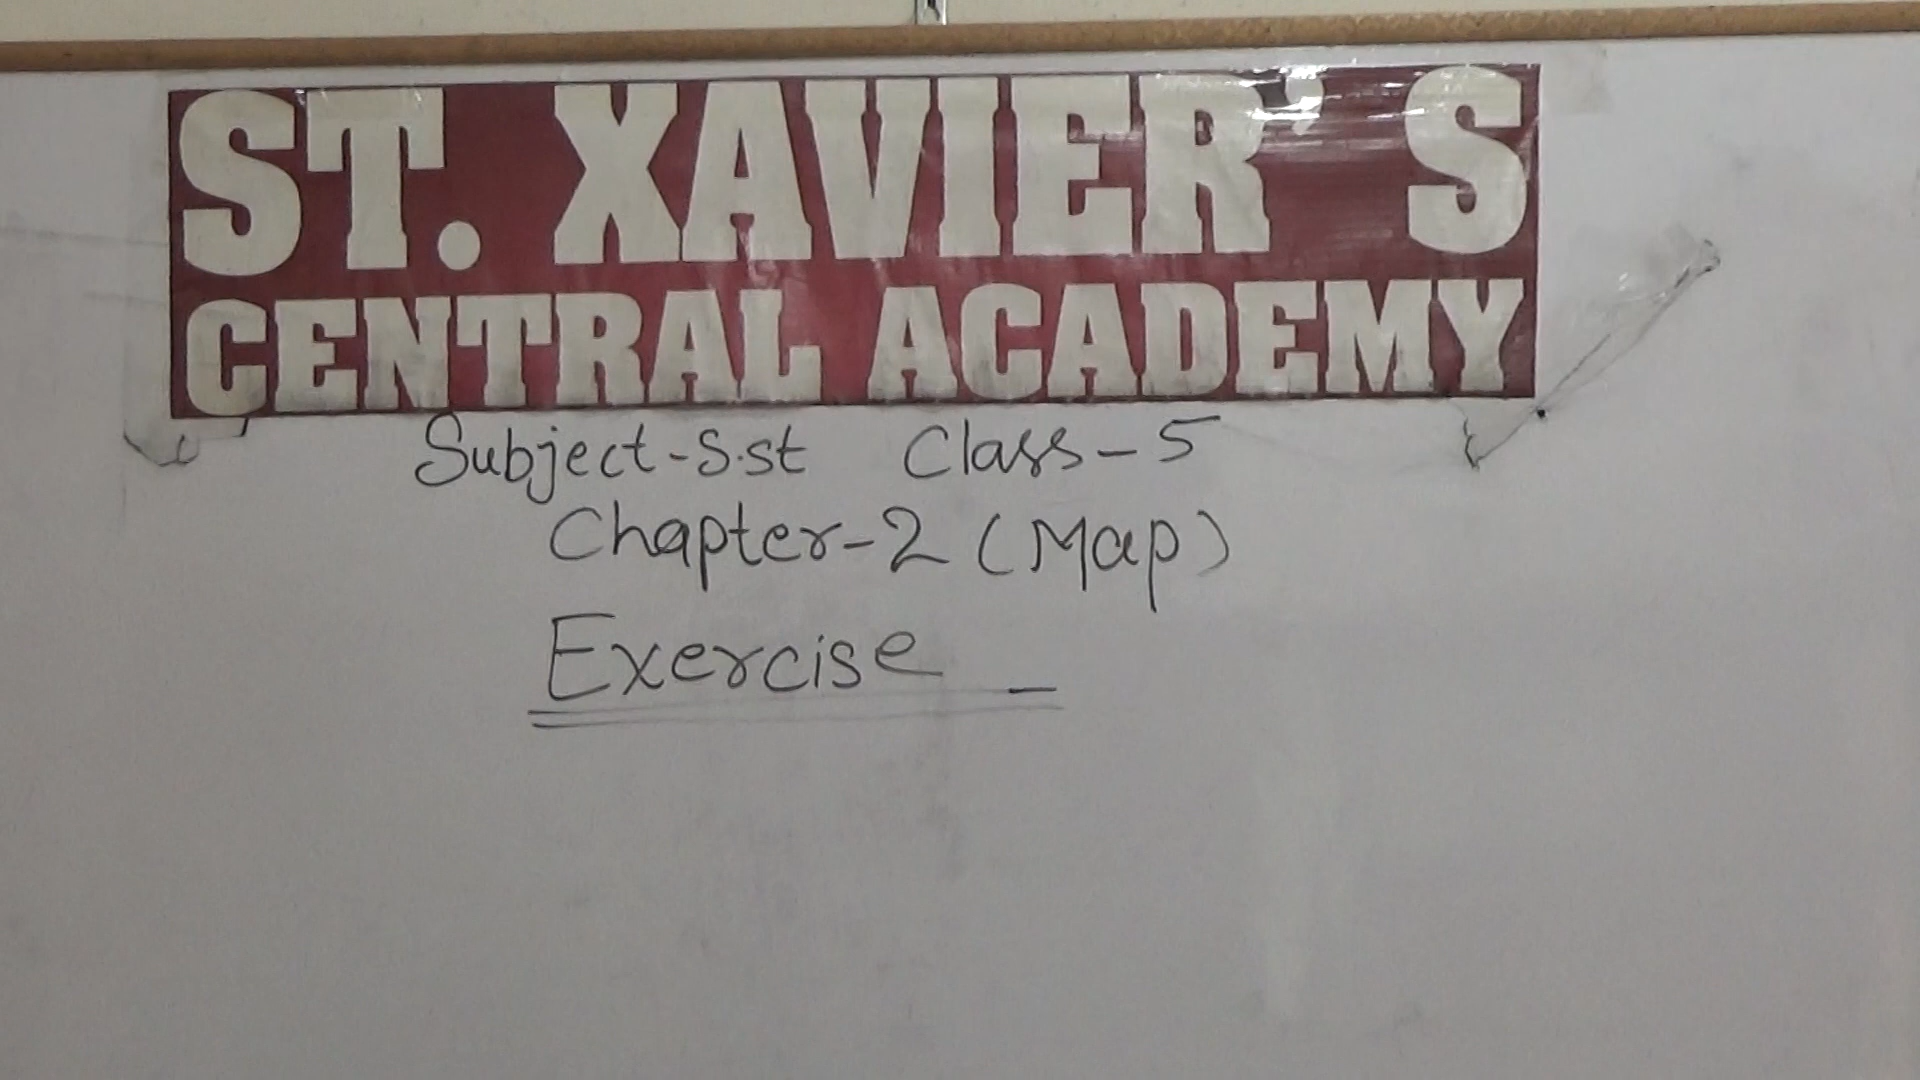 ST. XAVIER'S
CENTRAL ACADEMY
Subject-S.st Class-5
Chapter-2 (Map)
Exercise _